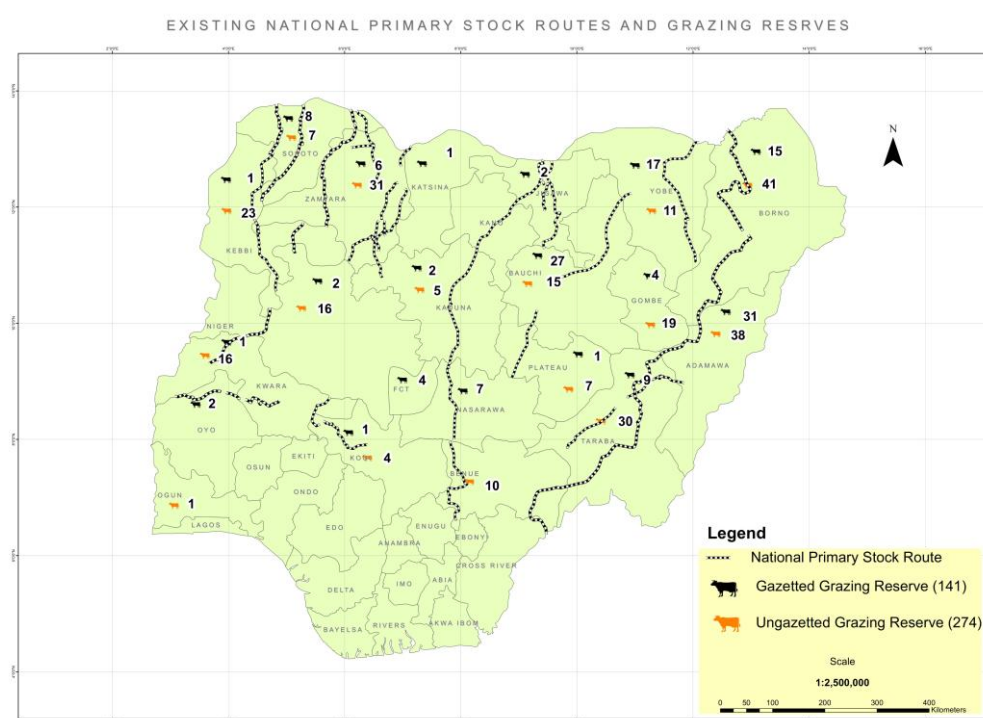 EXISTING NATIONAL PRIMARY STOCK ROUTES AND GRAZING RESRVES
N
8
7
SOKOTO
1
23
KEBBI
6
31
ZAMFARA
1
KATSINA
2
JIGAWA
KANO
17
YOBE
11
15
41
BORNO
2
16
NIGER
2
5
KADUNA
27
BAUCHI
15
4
GOMBE
19
31
38
ADAMAWA
1
16
KWARA
2
OYO
4
FCT
7
NASARAWA
1
PLATEAU
7
9
30
TARABA
1
4
KOGI
EKITI
OSUN
ONDO
OGUN
1
LAGOS
EDO
BENUE
10
ENUGU
EBONYI
ANAMBRA
CROSS RIVER
IMO
ABIA
DELTA
BAYELSA
RIVERS
AKWA IBOM
Legend
National Primary Stock Route
Gazetted Grazing Reserve (141)
Ungazetted Grazing Reserve (274)
Scale
1:2,500,000
0 50 100 200 300 400
Kilometers